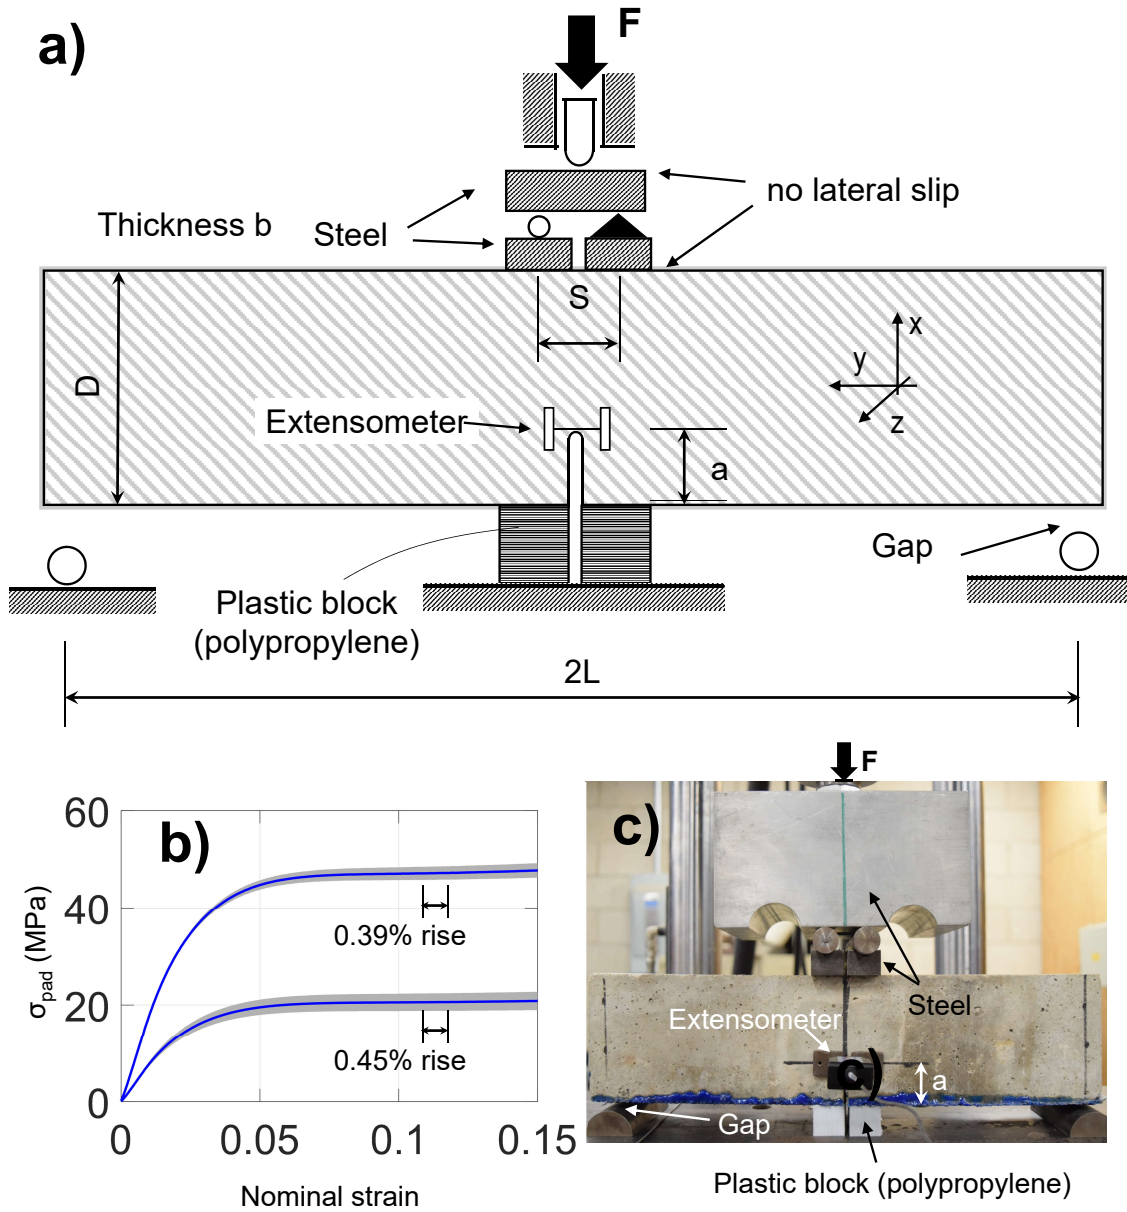 a)
F
no lateral slip
Thickness b
Steel
S
D
x
y
z
Extensometer
a
Gap
Plastic block
(polypropylene)
2L
b)
60
40
20
0
σpad (MPa)
0.39% rise
0.45% rise
0
0.05
0.1
0.15
Nominal strain
F
c)
Steel
Extensometer
a
Gap
Plastic block (polypropylene)